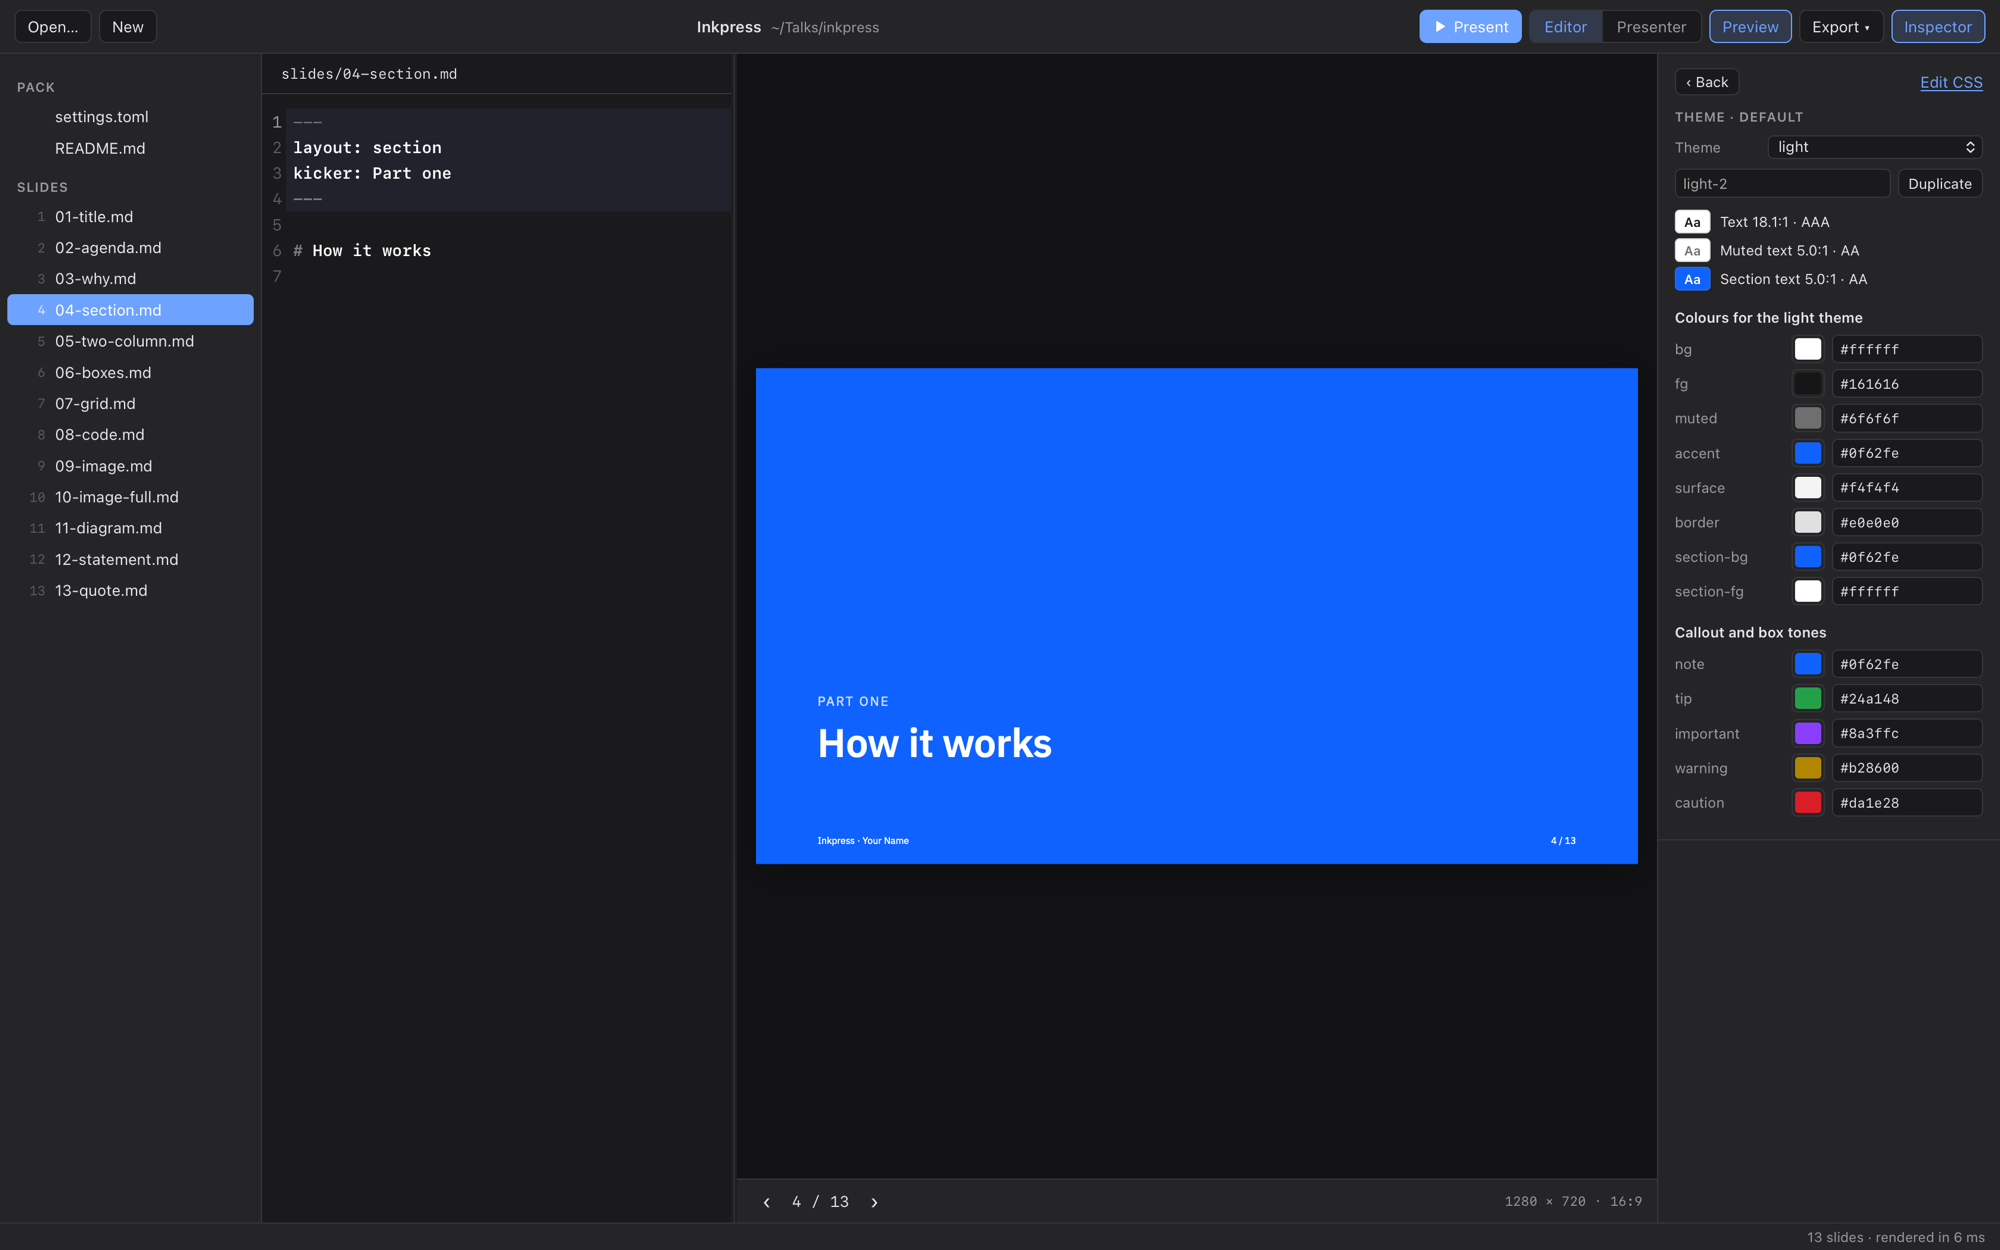 Open...
New
Inkpress ~/Talks/inkpress
▶ Present
Editor
Presenter
Preview
Export ▾
Inspector
PACK
settings.toml
README.md
SLIDES
1 01-title.md
2 02-agenda.md
3 03-why.md
4 04-section.md
5 05-two-column.md
6 06-boxes.md
7 07-grid.md
8 08-code.md
9 09-image.md
10 10-image-full.md
11 11-diagram.md
12 12-statement.md
13 13-quote.md
slides/04-section.md
1 ---
2 layout: section
3 kicker: Part one
4 ---
5
6 # How it works
7
PART ONE
How it works
Inkpress · Your Name
4 / 13
‹ 4 / 13 ›
1280 × 720 · 16:9
‹ Back
Edit CSS
THEME · DEFAULT
Theme light
light-2
Duplicate
Aa Text 18.1:1 · AAA
Aa Muted text 5.0:1 · AA
Aa Section text 5.0:1 · AA
Colours for the light theme
bg #ffffff
fg #161616
muted #6f6f6f
accent #0f62fe
surface #f4f4f4
border #e0e0e0
section-bg #0f62fe
section-fg #ffffff
Callout and box tones
note #0f62fe
tip #24a148
important #8a3ffc
warning #b28600
caution #da1e28
13 slides · rendered in 6 ms